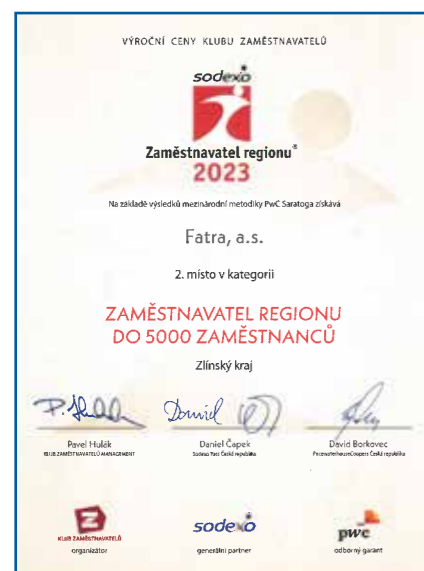 VÝROČNÍ CENY KLUBU ZAMĚSTNAVATELŮ
sodexo
Zaměstnavatel regionu®
2023
Na základě výsledků mezinárodní metodiky PwC Saratoga získává
Fatra, a.s.
2. místo v kategorii
ZAMĚSTNAVATEL REGIONU
DO 5000 ZAMĚSTNANCŮ
Zlínský kraj
Pavel Hulák
Daniel Čapek
David Borkovec
KLUB ZAMĚSTNAVATELŮ MANAGEMENT
Sodexo Pass Česká republika
PricewaterhouseCoopers Česká republika
KLUB ZAMĚSTNAVATELŮ
sodexo
pwc
organizátor
generální partner
odborný garant